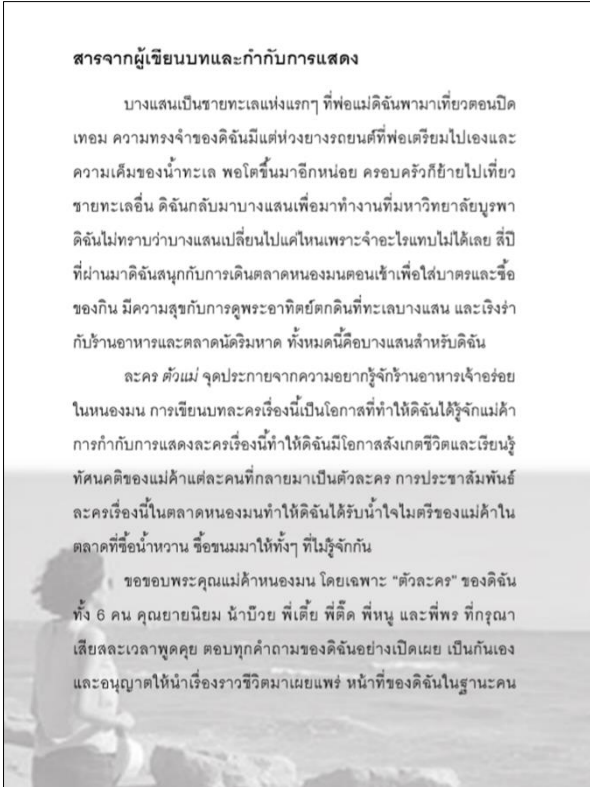 สารจากผู้เขียนบทและกำกับการแสดง
บางแสนเป็นชายทะเลแห่งแรกๆ ที่พ่อแม่ดิฉันพามาเที่ยวตอนปิด
เทอม ความทรงจำของดิฉันมีแต่ห่วงยางรถยนต์ที่พ่อเตรียมไปเองและ
ความเค็มของน้ำทะเล พอโตขึ้นมาอีกหน่อย ครอบครัวก็ย้ายไปเที่ยว
ชายทะเลอื่น ดิฉันกลับมาบางแสนเพื่อมาทำงานที่มหาวิทยาลัยบูรพา
ดิฉันไม่ทราบว่าบางแสนเปลี่ยนไปแค่ไหนเพราะจำอะไรแทบไม่ได้เลย สี่ปี
ที่ผ่านมาดิฉันสนุกกับการเดินตลาดหนองมนตอนเช้าเพื่อใส่บาตรและซื้อ
ของกิน มีความสุขกับการดูพระอาทิตย์ตกดินที่ทะเลบางแสน และเริงร่า
กับร้านอาหารและตลาดนัดริมหาด ทั้งหมดนี้คือบางแสนสำหรับดิฉัน
ละคร ตัวแม่ จุดประกายจากความอยากรู้จักร้านอาหารเจ้าอร่อย
ในหนองมน การเขียนบทละครเรื่องนี้เป็นโอกาสที่ทำให้ดิฉันได้รู้จักแม่ค้า
การกำกับการแสดงละครเรื่องนี้ทำให้ดิฉันมีโอกาสสังเกตชีวิตและเรียนรู้
ทัศนคติของแม่ค้าแต่ละคนที่กลายมาเป็นตัวละคร การประชาสัมพันธ์
ละครเรื่องนี้ในตลาดหนองมนทำให้ดิฉันได้รับน้ำใจไมตรีของแม่ค้าใน
ตลาดที่ซื้อน้ำหวาน ซื้อขนมมาให้ทั้งๆ ที่ไม่รู้จักกัน
ขอขอบพระคุณแม่ค้าหนองมน โดยเฉพาะ "ตัวละคร" ของดิฉัน
ทั้ง 6 คน คุณยายนิยม น้าบ๊วย พี่เตี้ย พี่ติ๊ด พี่หนู และพี่พร ที่กรุณา
เสียสละเวลาพูดคุย ตอบทุกคำถามของดิฉันอย่างเปิดเผย เป็นกันเอง
และอนุญาตให้นำเรื่องราวชีวิตมาเผยแพร่ หน้าที่ของดิฉันในฐานะคน